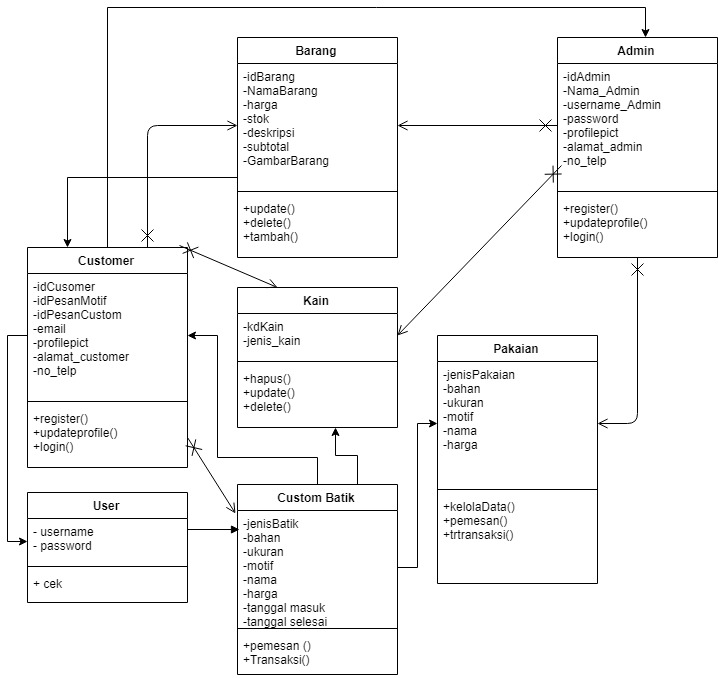 Barang
-idBarang
-NamaBarang
-harga
-stok
-deskripsi
-subtotal
-GambarBarang
+update()
+delete()
+tambah()
Admin
-idAdmin
-Nama_Admin
-username_Admin
-password
-profilepict
-alamat_admin
-no_telp
+register()
+updateprofile()
+login()
Customer
-idCusomer
-idPesanMotif
-idPesanCustom
-email
-profilepict
-alamat_customer
-no_telp
+register()
+updateprofile()
+login()
Kain
-kdKain
-jenis_kain
+hapus()
+update()
+delete()
Pakaian
-jenisPakaian
-bahan
-ukuran
-motif
-nama
-harga
+kelolaData()
+pemesan()
+trtransaksi()
User
- username
- password
+ cek
Custom Batik
-jenisBatik
-bahan
-ukuran
-motif
-nama
-harga
-tanggal masuk
-tanggal selesai
+pemesan ()
+Transaksi()